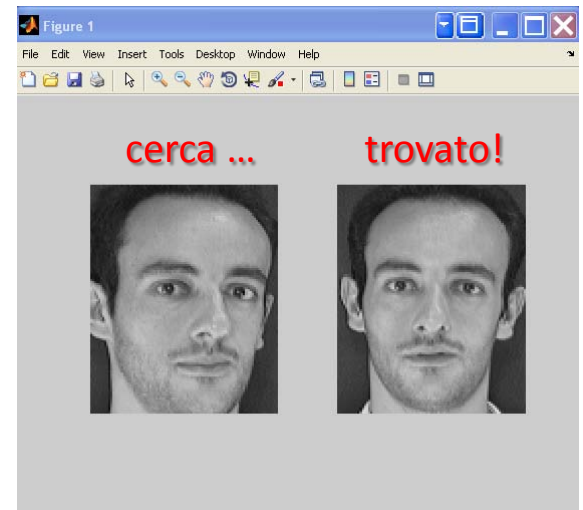 Figure 1
File Edit View Insert Tools Desktop Window Help
cerca ... trovato!